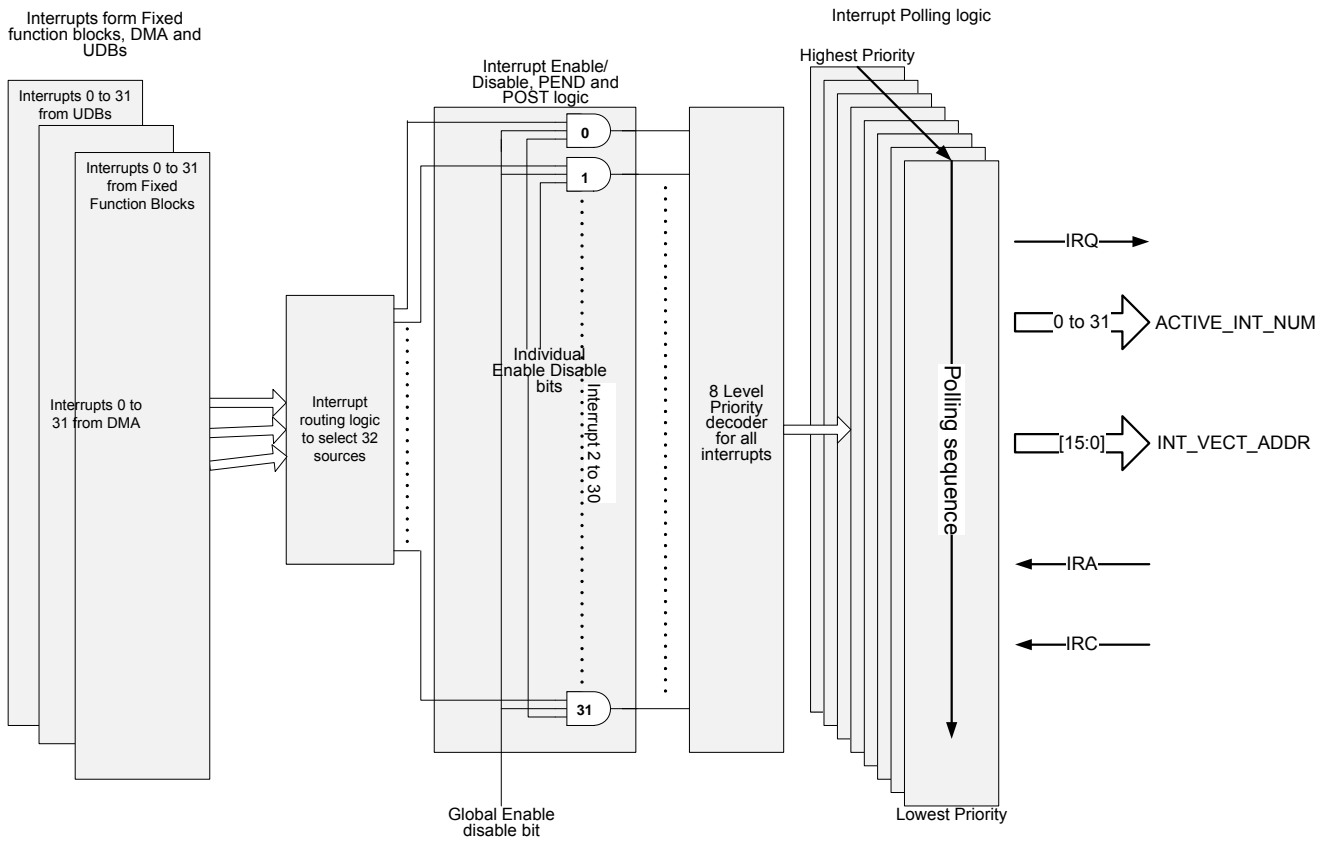 Interrupts form Fixed
function blocks, DMA and
UDBs
Interrupts 0 to 31
from UDBs
Interrupts 0 to 31
from Fixed
Function Blocks
Interrupts 0 to
31 from DMA
Interrupt
routing logic
to select 32
sources
Interrupt Enable/
Disable, PEND and
POST logic
0
1
Individual
Enable Disable
bits
Interrupt 2 to 30
31
Global Enable
disable bit
8 Level
Priority
decoder
for all
interrupts
Interrupt Polling logic
Highest Priority
Polling sequence
Lowest Priority
IRQ
0 to 31 ACTIVE_INT_NUM
[15:0] INT_VECT_ADDR
IRA
IRC